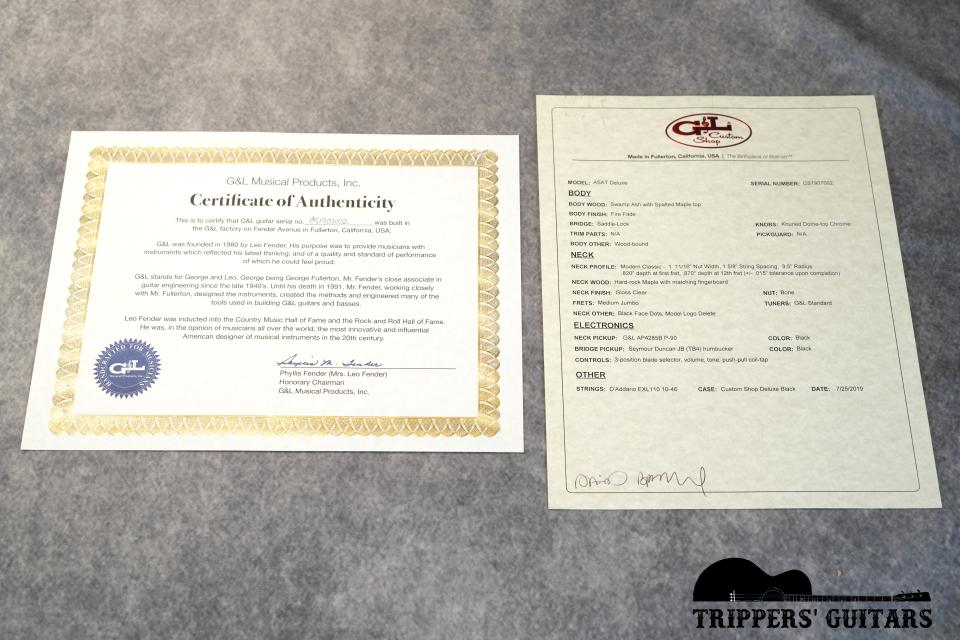 G&L Musical Products, Inc.
Certificate of Authenticity
This is to certify that G&L guitar serial no. CS1907002 was built in
the G&L factory on Fender Avenue in Fullerton, California, USA.
G&L was founded in 1980 by Leo Fender. His purpose was to provide musicians with
instruments which reflected his latest thinking, and of a quality and standard of performance
of which he could feel proud.
G&L stands for George and Leo, George being George Fullerton, Mr. Fender's close associate in
guitar engineering since the late 1940's. Until his death in 1991, Mr. Fender, working closely
with Mr. Fullerton, designed the instruments, created the methods and engineered many of the
tools used in building G&L guitars and basses.
Leo Fender was inducted into the Country Music Hall of Fame and the Rock and Roll Hall of Fame.
He was, in the opinion of musicians all over the world, the most innovative and influential
American designer of musical instruments in the 20th century.
G&L
Phyllis M. Fender
Phyllis Fender (Mrs. Leo Fender)
Honorary Chairman
G&L Musical Products, Inc.
G&L Custom
Shop
Made in Fullerton, California, USA | The Birthplace of Bolt-on™
MODEL: ASAT Deluxe SERIAL NUMBER: CS1907002
BODY
BODY WOOD: Swamp Ash with Spalted Maple top
BODY FINISH: Fire Fade
BRIDGE: Saddle-Lock KNOBS: Knurled Dome-top Chrome
TRIM PARTS: N/A PICKGUARD: N/A
BODY OTHER: Wood-bound
NECK
NECK PROFILE: Modern Classic - 1 11/16" Nut Width, 1 5/8" String Spacing, 9.5" Radius
.820" depth at first fret, .870" depth at 12th fret (+/- .015" tolerance upon completion)
NECK WOOD: Hard-rock Maple with matching fingerboard
NECK FINISH: Gloss Clear NUT: Bone
FRETS: Medium Jumbo TUNERS: G&L Standard
NECK OTHER: Black Face Dots, Model Logo Delete
ELECTRONICS
NECK PICKUP: G&L AP4285B P-90 COLOR: Black
BRIDGE PICKUP: Seymour Duncan JB (TB4) humbucker COLOR: Black
CONTROLS: 3-position blade selector, volume, tone, push-pull coil-tap
OTHER
STRINGS: D'Addario EXL110 10-46 CASE: Custom Shop Deluxe Black DATE: 7/25/2019
TRIPPERS' GUITARS